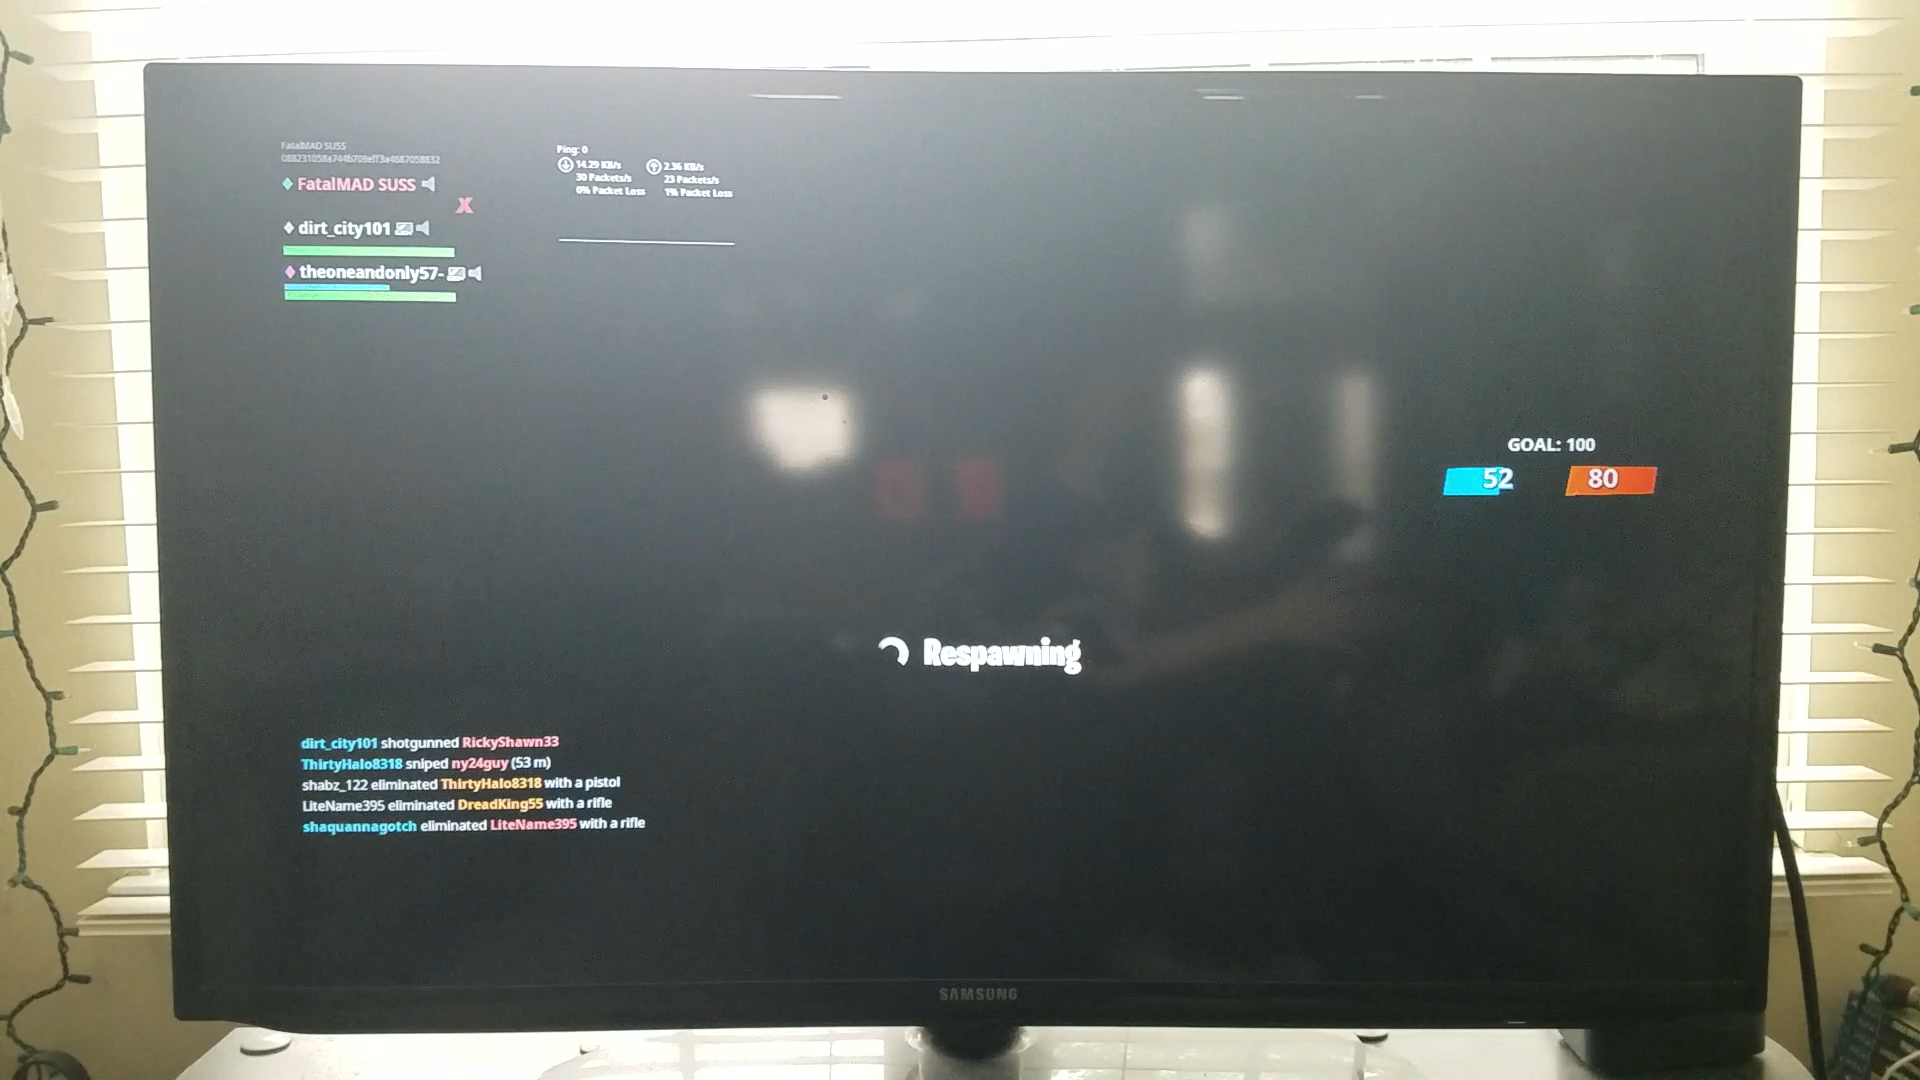 FatalMAD SUSS
FatalMAD SUSS
X
dirt_city101
theoneandonly57-
Ping: 0
14.29 KB/s 2.36 KB/s
30 Packets/s 23 Packets/s
0% Packet Loss 1% Packet Loss
GOAL: 100
52 80
Respawning
dirt_city101 shotgunned RickyShawn33
ThirtyHalo8318 sniped ny24guy (53 m)
shabz_122 eliminated ThirtyHalo8318 with a pistol
LiteName395 eliminated DreadKing55 with a rifle
shaquannagotch eliminated LiteName395 with a rifle
SAMSUNG